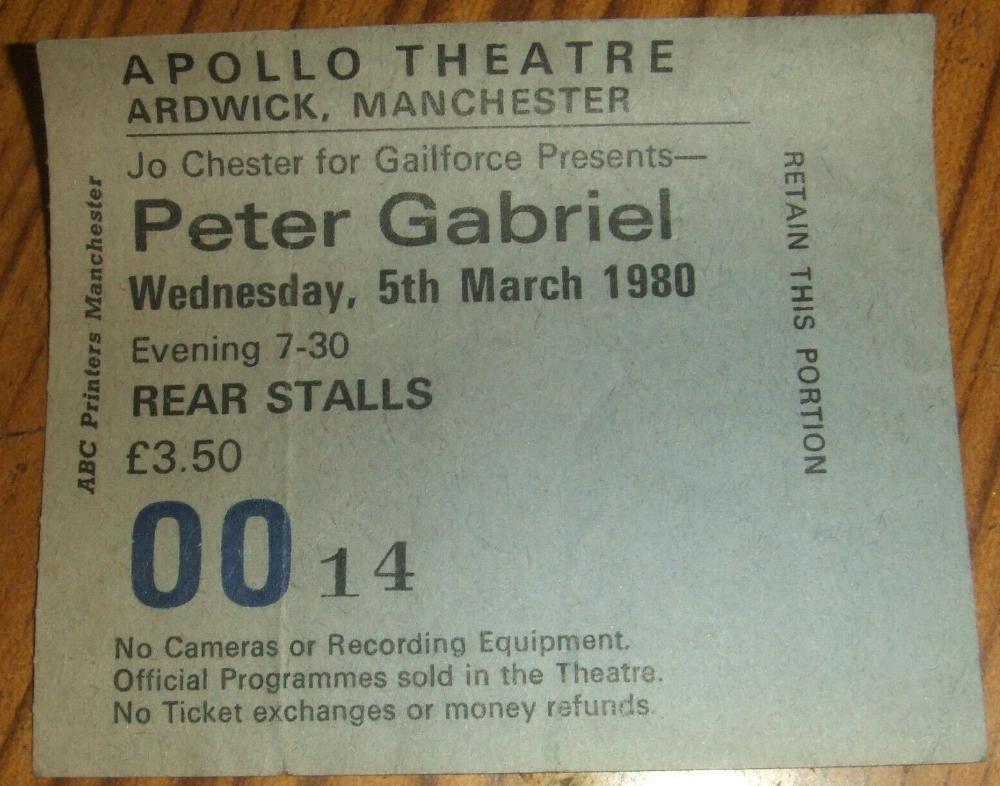 APOLLO THEATRE
ARDWICK, MANCHESTER
Jo Chester for Gailforce Presents—
Peter Gabriel
Wednesday, 5th March 1980
Evening 7-30
REAR STALLS
£3.50
OO 14
No Cameras or Recording Equipment.
Official Programmes sold in the Theatre.
No Ticket exchanges or money refunds.
ABC Printers Manchester
RETAIN THIS PORTION